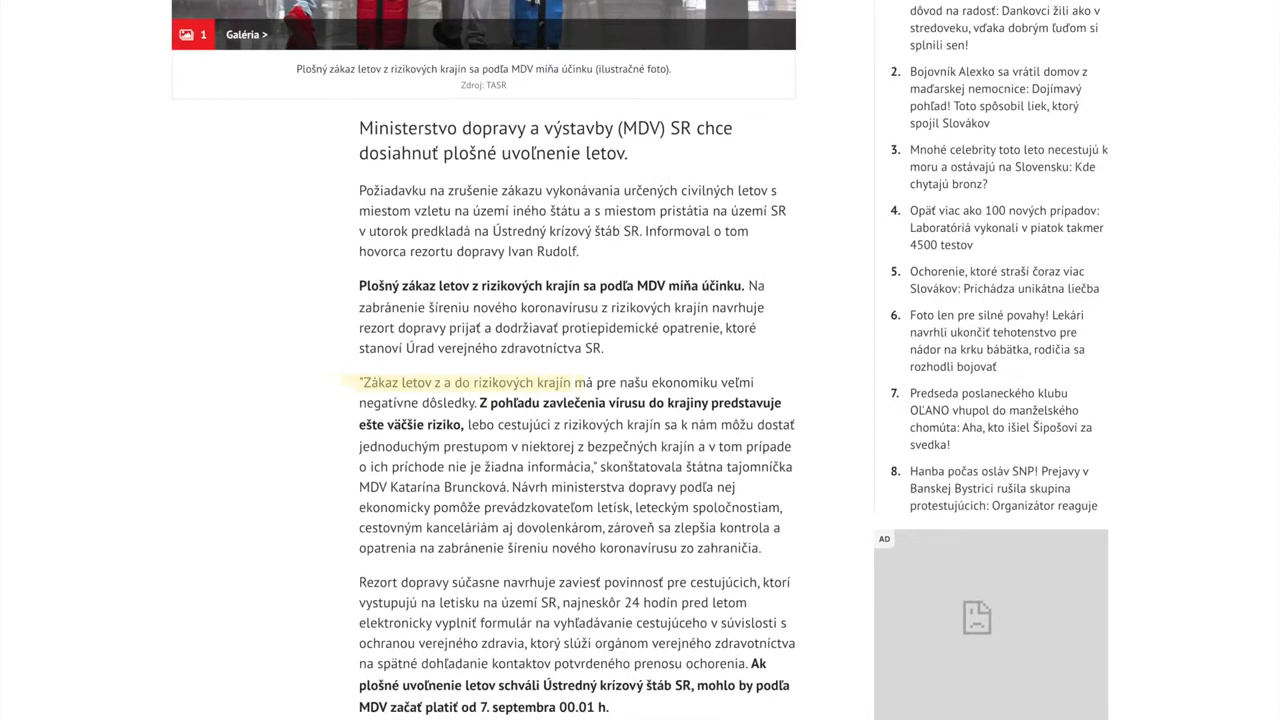 1 Galéria >
Plošný zákaz letov z rizikových krajín sa podľa MDV míňa účinku (ilustračné foto).
Zdroj: TASR
Ministerstvo dopravy a výstavby (MDV) SR chce
dosiahnuť plošné uvoľnenie letov.
Požiadavku na zrušenie zákazu vykonávania určených civilných letov s
miestom vzletu na území iného štátu a s miestom pristátia na území SR
v utorok predkladá na Ústredný krízový štáb SR. Informoval o tom
hovorca rezortu dopravy Ivan Rudolf.
Plošný zákaz letov z rizikových krajín sa podľa MDV míňa účinku. Na
zabránenie šíreniu nového koronavírusu z rizikových krajín navrhuje
rezort dopravy prijať a dodržiavať protiepidemické opatrenie, ktoré
stanoví Úrad verejného zdravotníctva SR.
"Zákaz letov z a do rizikových krajín má pre našu ekonomiku veľmi
negatívne dôsledky. Z pohľadu zavlečenia vírusu do krajiny predstavuje
ešte väčšie riziko, lebo cestujúci z rizikových krajín sa k nám môžu dostať
jednoduchým prestupom v niektorej z bezpečných krajín a v tom prípade
o ich príchode nie je žiadna informácia," skonštatovala štátna tajomníčka
MDV Katarína Bruncková. Návrh ministerstva dopravy podľa nej
ekonomicky pomôže prevádzkovateľom letísk, leteckým spoločnostiam,
cestovným kanceláriám aj dovolenkárom, zároveň sa zlepšia kontrola a
opatrenia na zabránenie šíreniu nového koronavírusu zo zahraničia.
Rezort dopravy súčasne navrhuje zaviesť povinnosť pre cestujúcich, ktorí
vystupujú na letisku na území SR, najneskôr 24 hodín pred letom
elektronicky vyplniť formulár na vyhľadávanie cestujúceho v súvislosti s
ochranou verejného zdravia, ktorý slúži orgánom verejného zdravotníctva
na spätné dohľadanie kontaktov potvrdeného prenosu ochorenia. Ak
plošné uvoľnenie letov schváli Ústredný krízový štáb SR, mohlo by podľa
MDV začať platiť od 7. septembra 00.01 h.
dôvod na radosť: Dankovci žili ako v
stredoveku, vďaka dobrým ľuďom si
splnili sen!
2. Bojovník Alexko sa vrátil domov z
maďarskej nemocnice: Dojímavý
pohľad! Toto spôsobil liek, ktorý
spojil Slovákov
3. Mnohé celebrity toto leto necestujú k
moru a ostávajú na Slovensku: Kde
chytajú bronz?
4. Opäť viac ako 100 nových prípadov:
Laboratóriá vykonali v piatok takmer
4500 testov
5. Ochorenie, ktoré straší čoraz viac
Slovákov: Prichádza unikátna liečba
6. Foto len pre silné povahy! Lekári
navrhli ukončiť tehotenstvo pre
nádor na krku bábätka, rodičia sa
rozhodli bojovať
7. Predseda poslaneckého klubu
OĽANO vhupol do manželského
chomúta: Aha, kto išiel Šipošovi za
svedka!
8. Hanba počas osláv SNP! Prejavy v
Banskej Bystrici rušila skupina
protestujúcich: Organizátor reaguje
AD